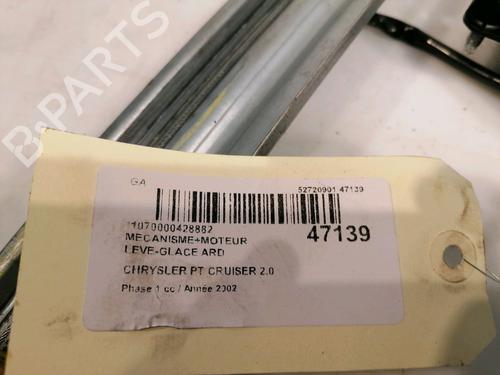 B-PARTS
GA
52720901 47139
11070000428882
47139
MECANISME+MOTEUR
LEVE-GLACE ARD
CHRYSLER PT CRUISER 2.0
Phase 1 cc / Année 2002